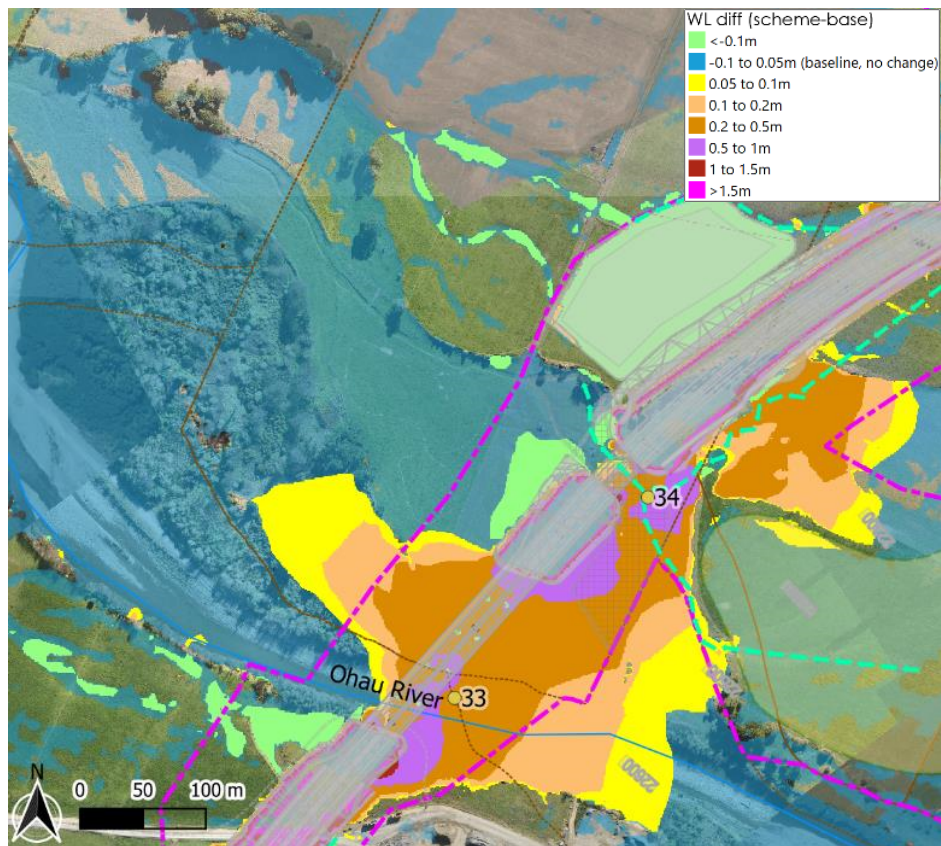 WL diff (scheme-base)
<-0.1m
-0.1 to 0.05m (baseline, no change)
0.05 to 0.1m
0.1 to 0.2m
0.2 to 0.5m
0.5 to 1m
1 to 1.5m
>1.5m
34
Ohau River
33
22800
N
0 50 100 m